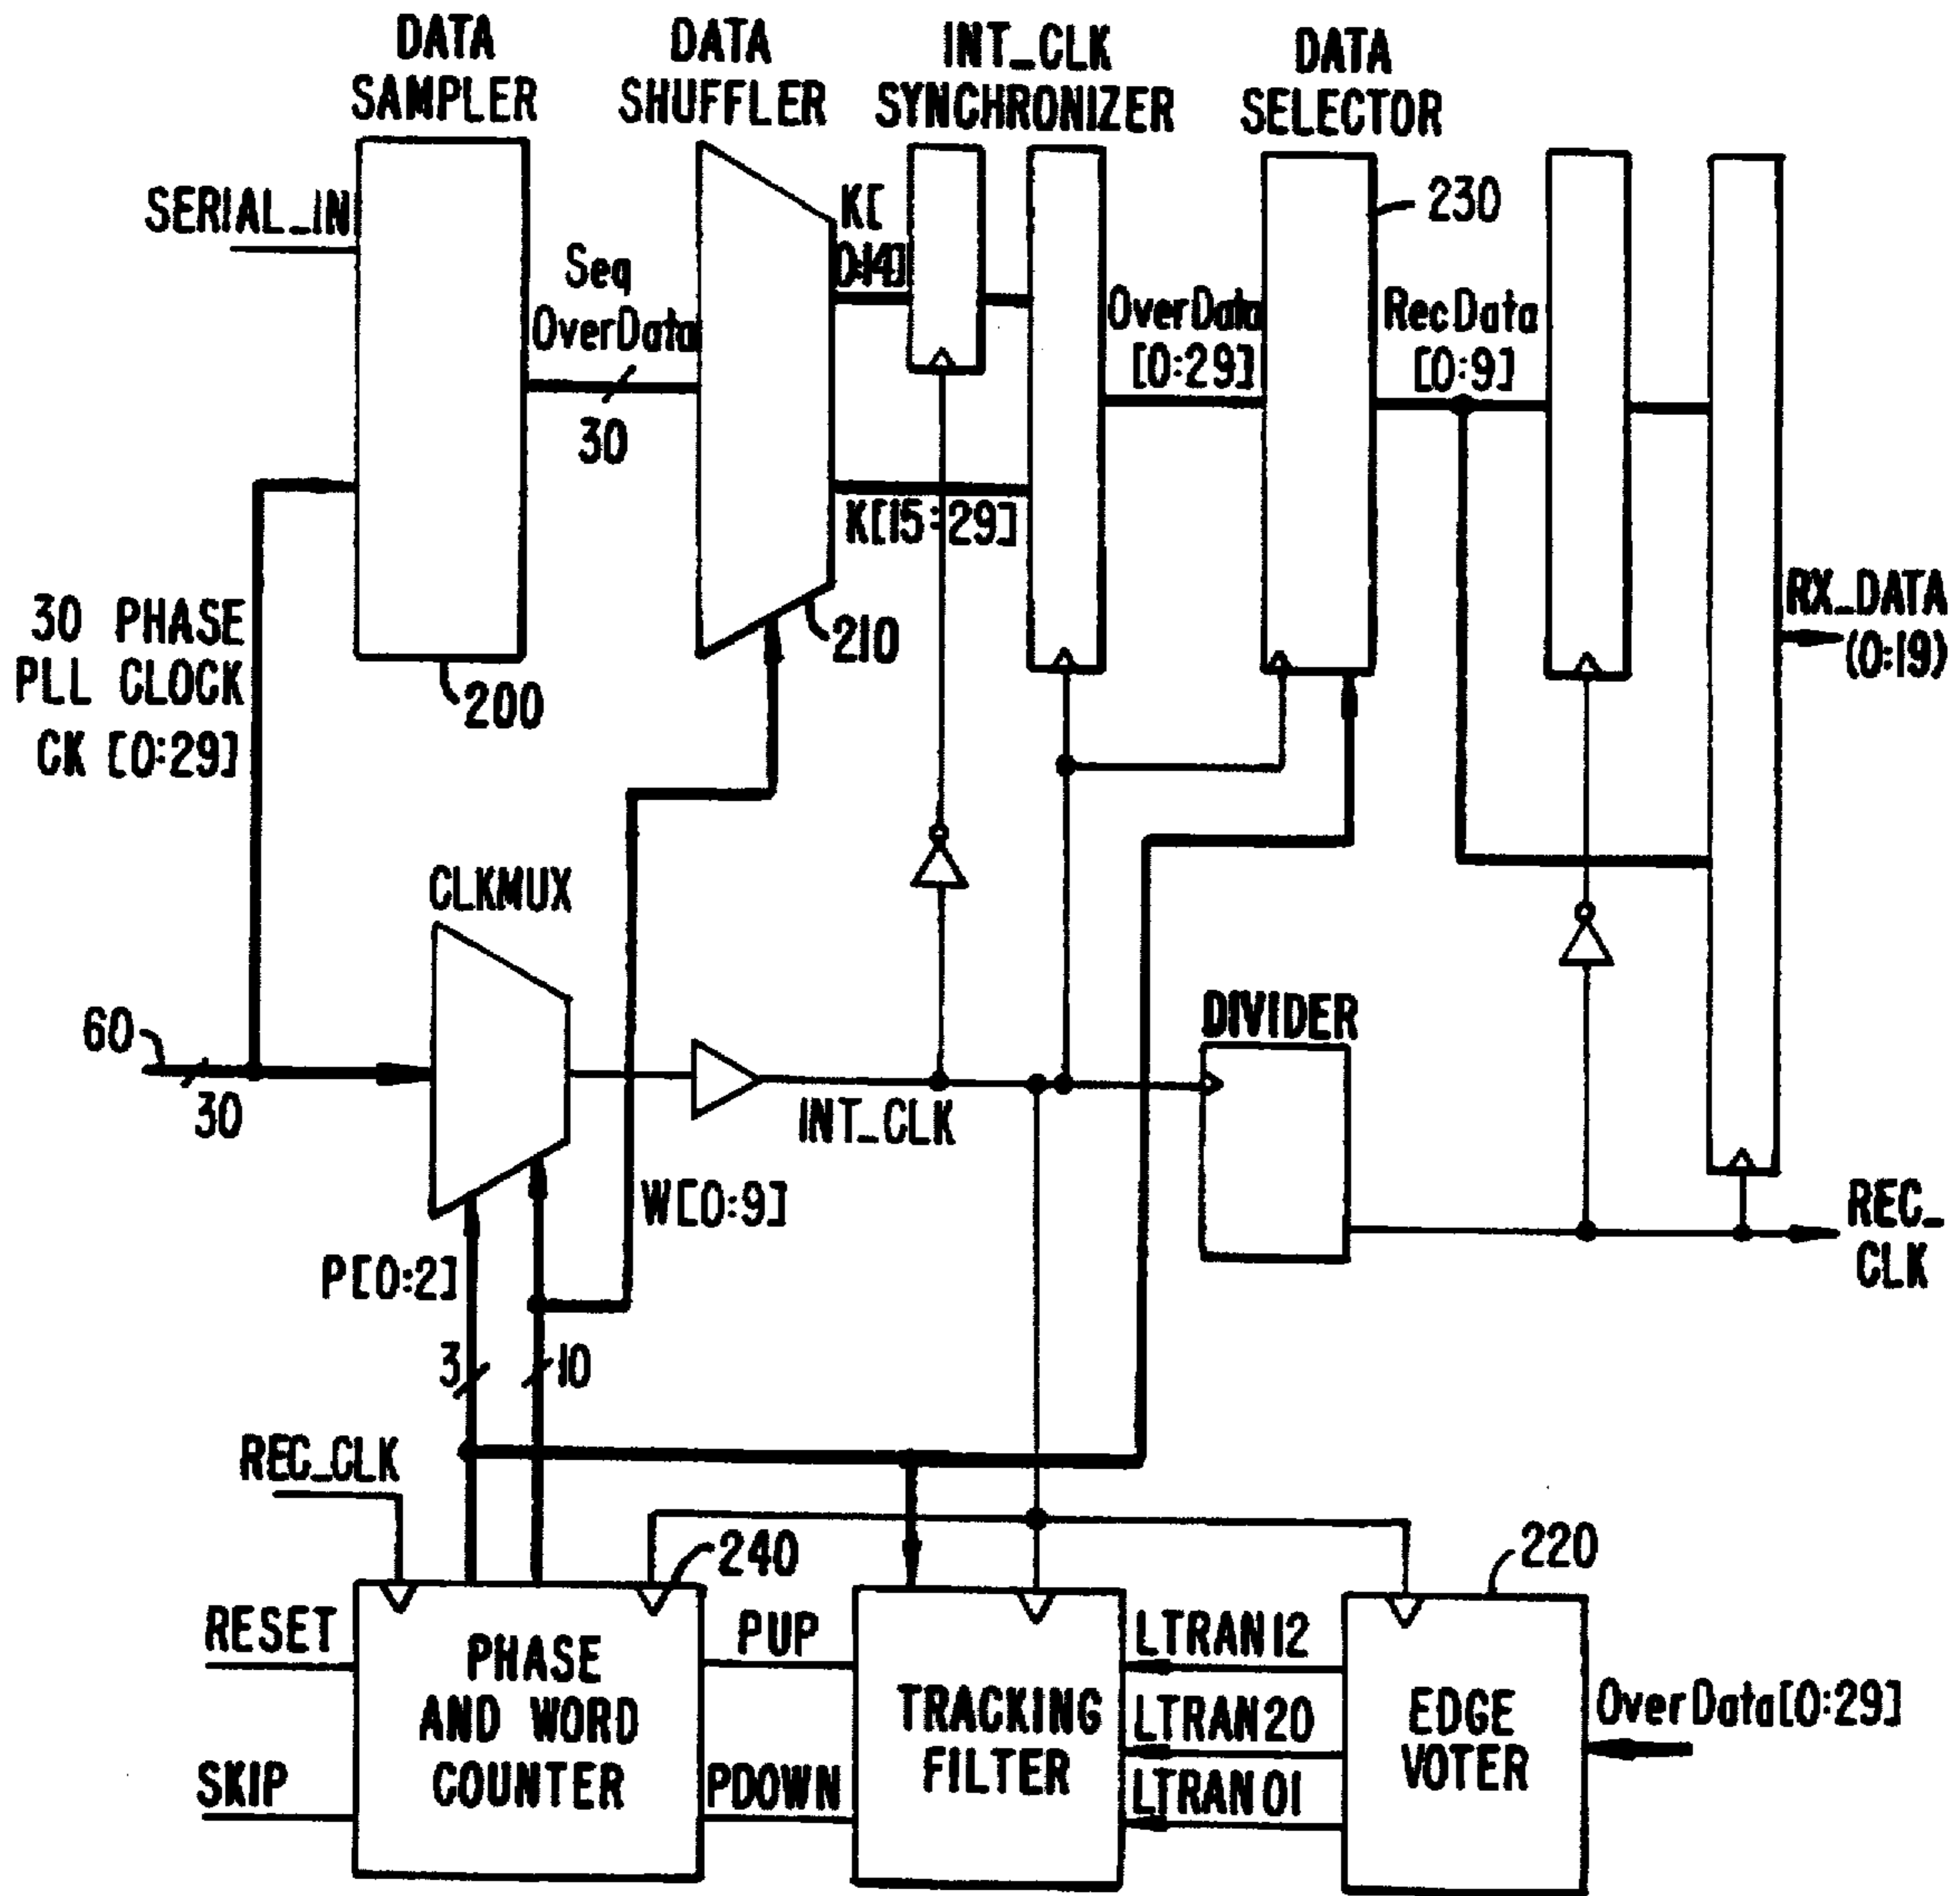 DATA
SAMPLER
DATA
SHUFFLER
INT_CLK
SYNCHRONIZER
DATA
SELECTOR
SERIAL_IN
Seq
OverData
30
K[
0:14]
OverData
[0:29]
230
RecData
[0:9]
K[15:29]
30 PHASE
PLL CLOCK
CK [0:29]
200
210
RX_DATA
(0:19)
CLKMUX
60
30
INT_CLK
DIVIDER
W[0:9]
P[0:2]
REC_
CLK
3
10
REC_CLK
240
220
RESET
SKIP
PHASE
AND WORD
COUNTER
PUP
PDOWN
TRACKING
FILTER
LTRAN12
LTRAN20
LTRAN01
EDGE
VOTER
OverData[0:29]